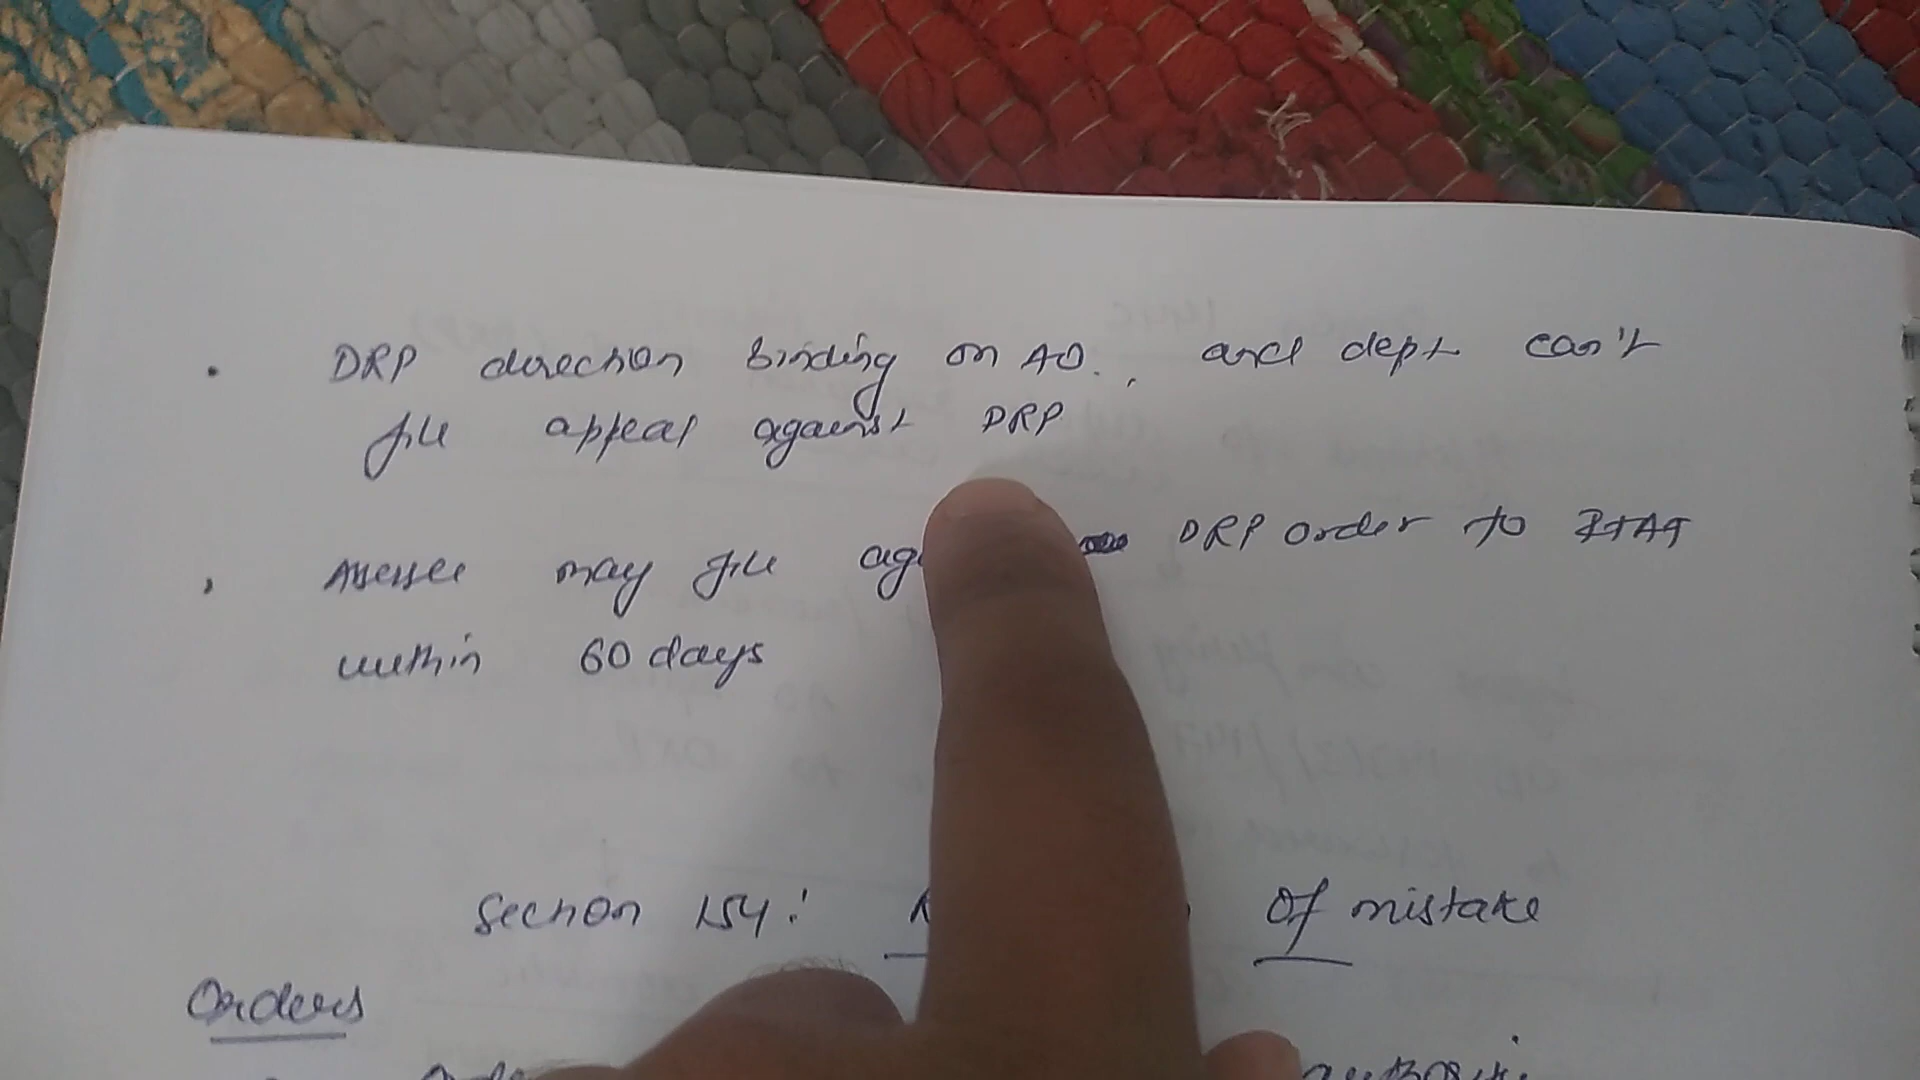 . DRP direction binding on AO., and dept can't
file appeal against DRP
, Assessee may file DRP order to ITAT
within 60 days
Section 154: Of mistake
Orders